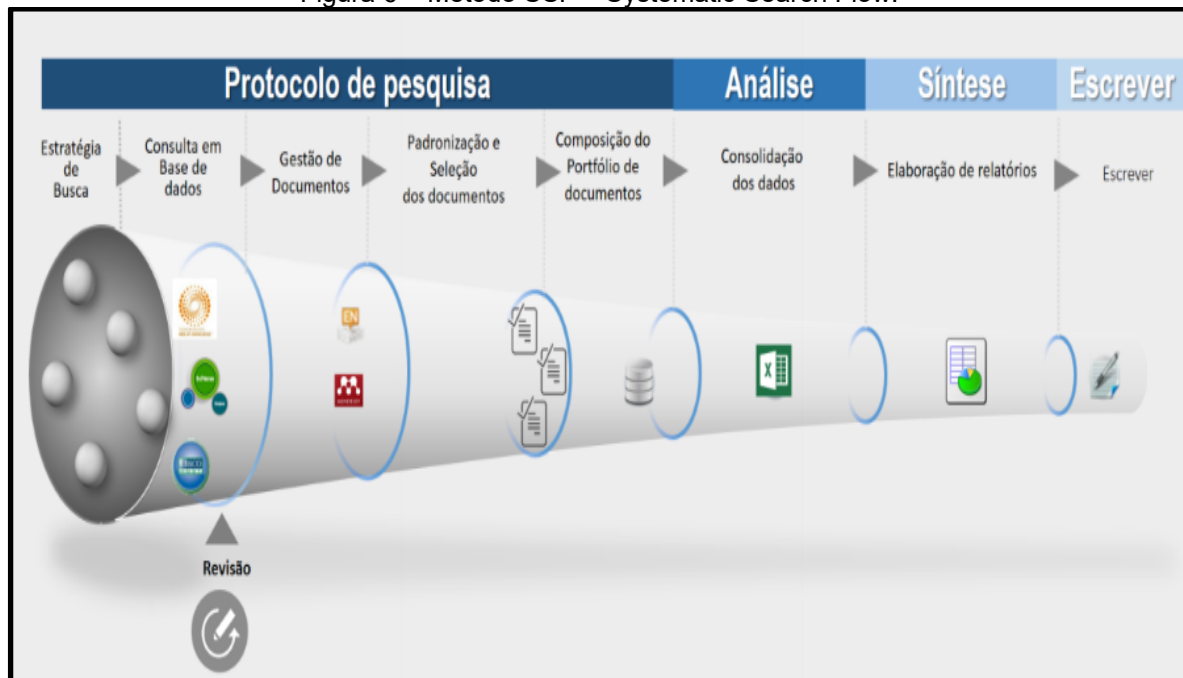 Protocolo de pesquisa
Análise
Síntese
Escrever
Estratégia
de
Busca
Consulta em
Base de
dados
Gestão de
Documentos
Padronização e
Seleção
dos documentos
Composição do
Portfólio de
documentos
Consolidação
dos dados
Elaboração de relatórios
Escrever
EN
X
Revisão